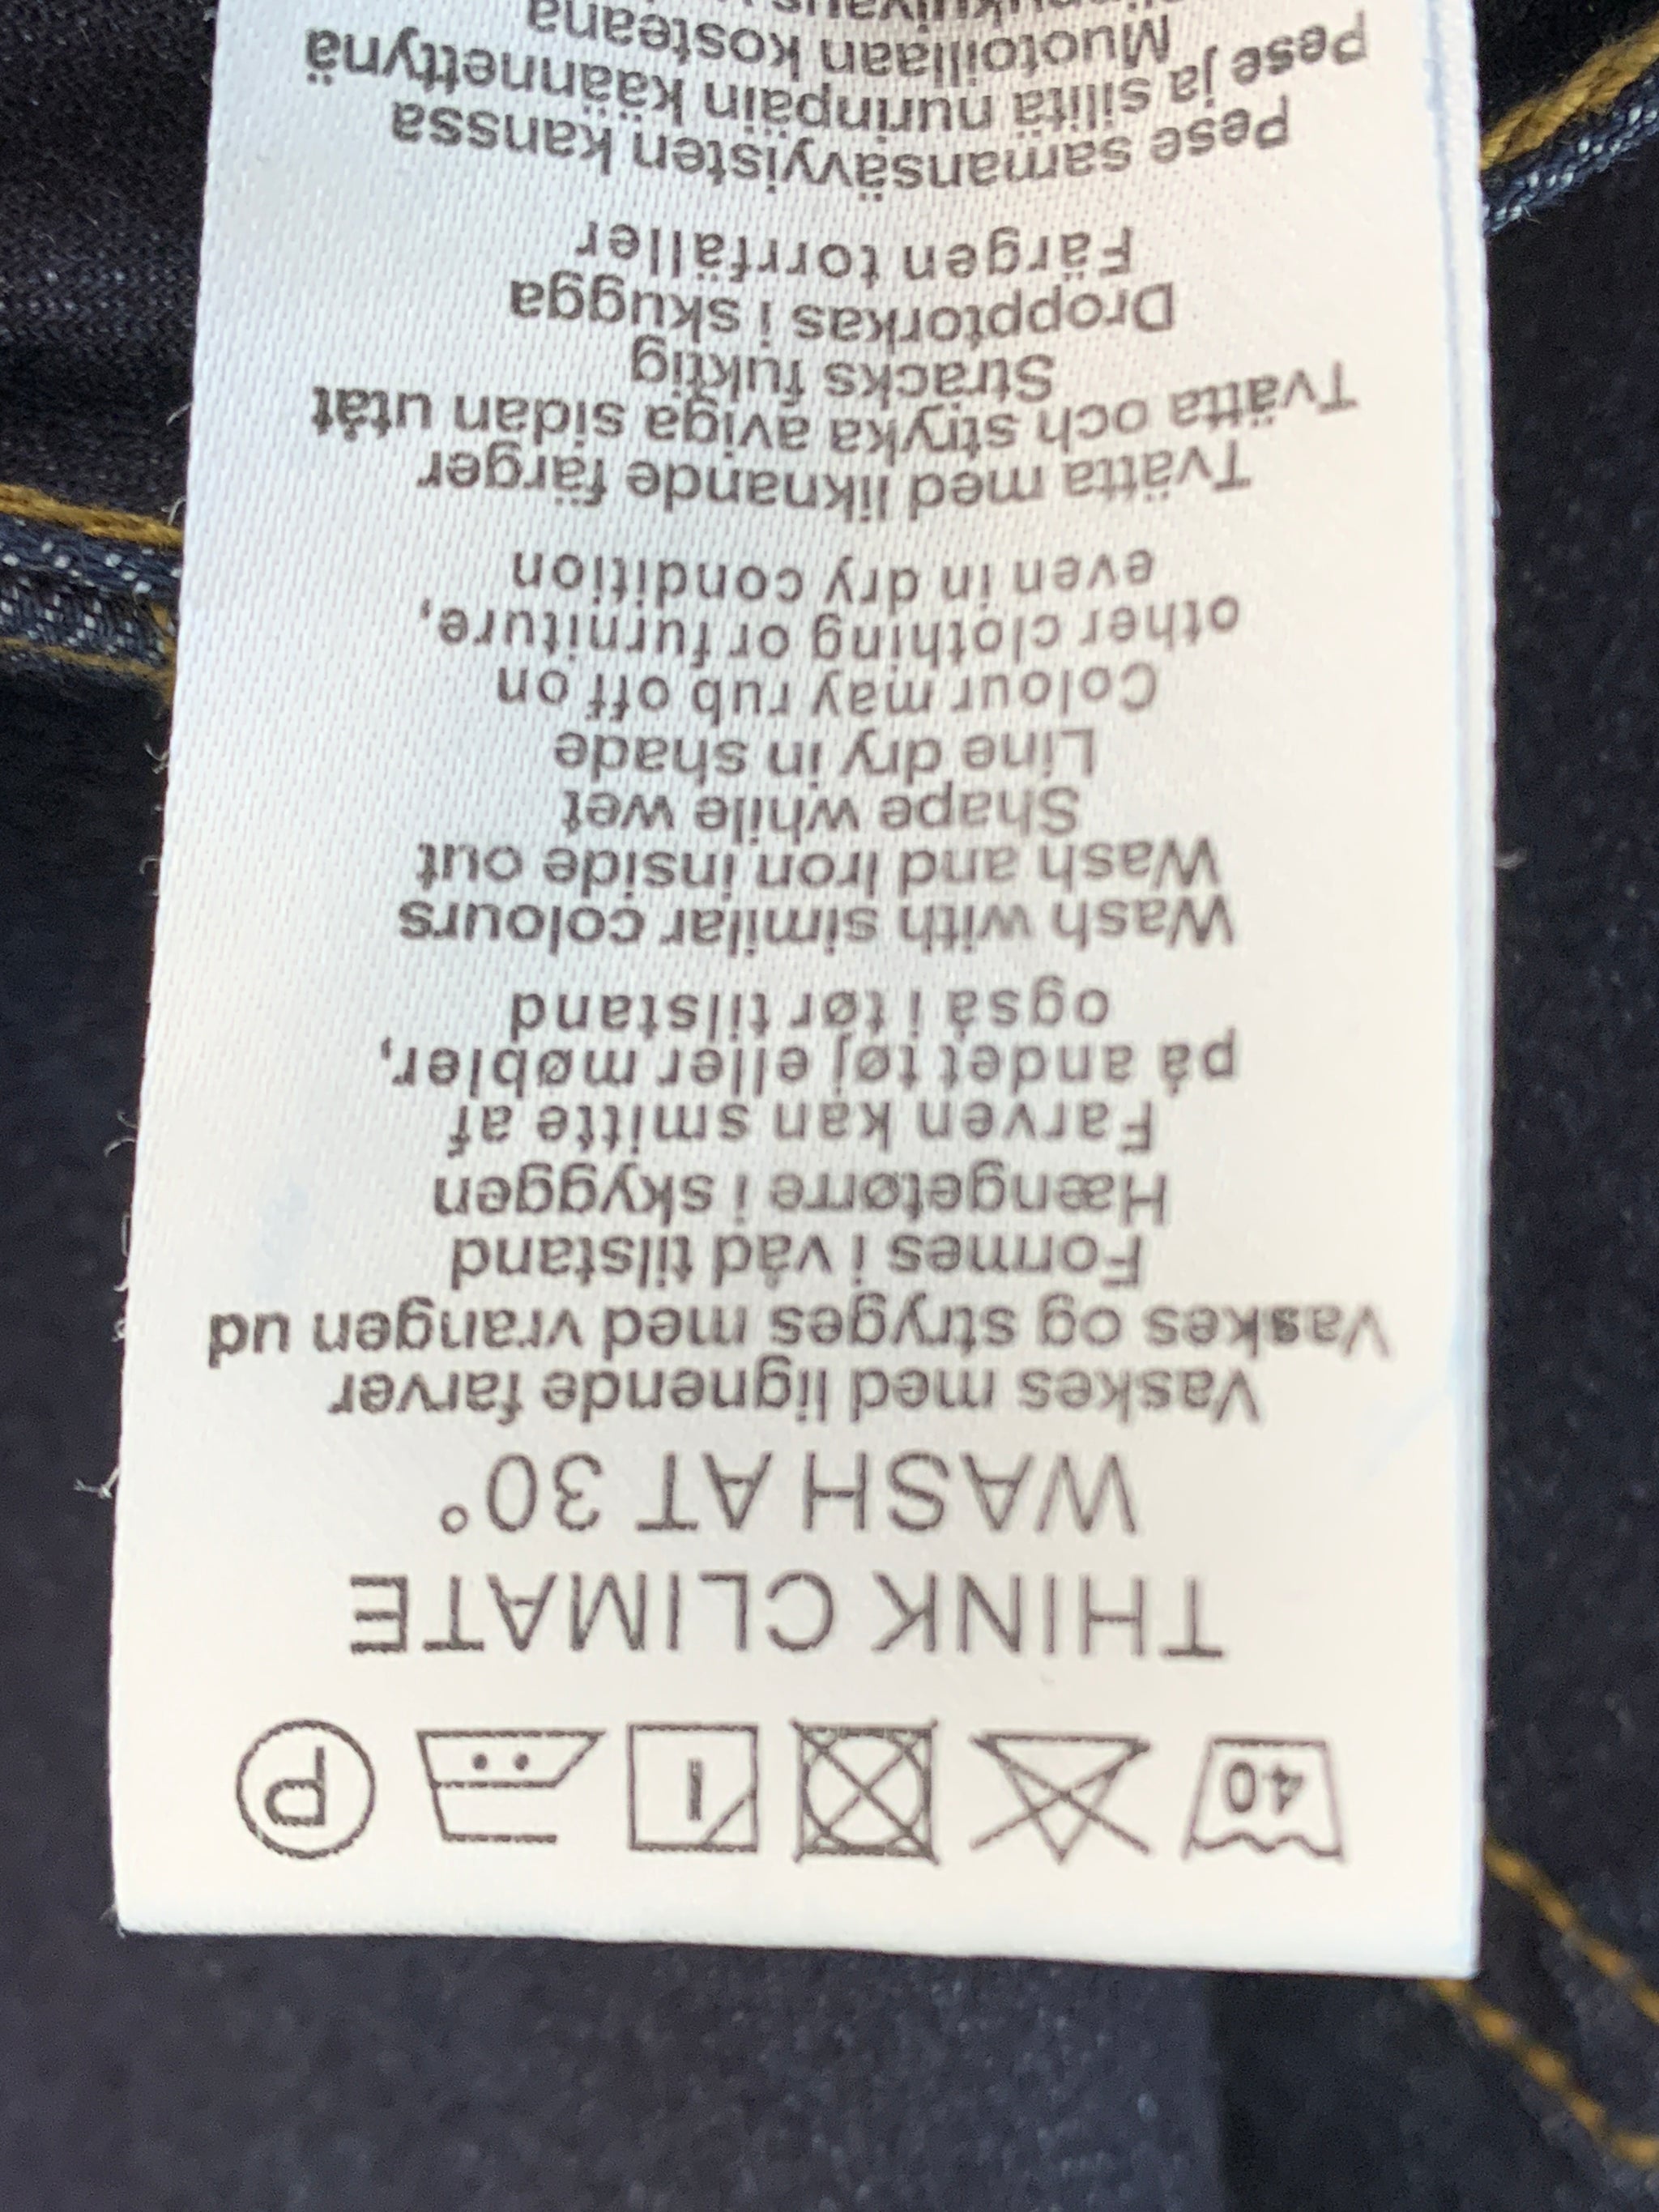 40
P
THINK CLIMATE
WASH AT 30°
Vaskes med lignende farver
Vaskes og stryges med vrangen ud
Formes i våd tilstand
Hængetørre i skyggen
Farven kan smitte af
på andet tøj eller møbler,
også i tør tilstand
Wash with similar colours
Wash and Iron inside out
Shape while wet
Line dry in shade
Colour may rub off on
other clothing or furniture,
even in dry condition
Tvätta med liknande färger
Tvätta och stryka aviga sidan utåt
Sträcks fuktig
Dropptorkas i skugga
Färgen torrfäller
Pese samansävyisten kanssa
Pese ja silitä nurinpäin käännettynä
Muotoillaan kosteana